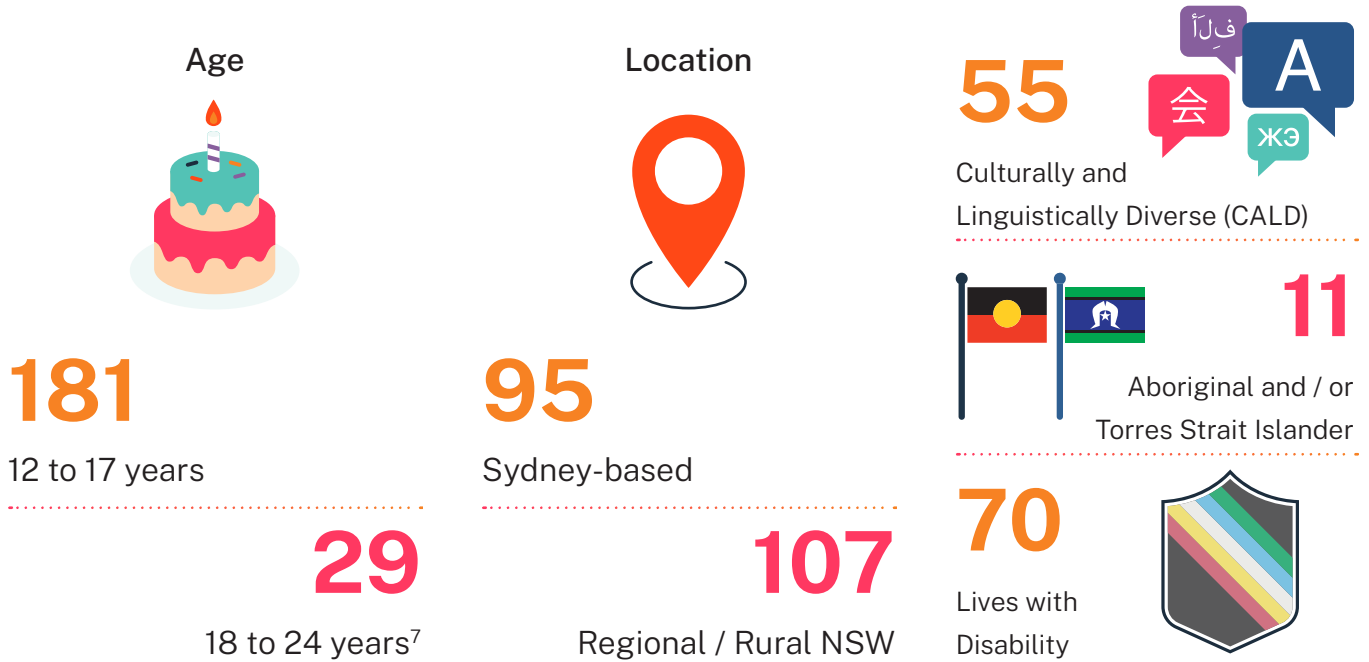 Age
181
12 to 17 years
29
18 to 24 years7
Location
95
Sydney-based
107
Regional / Rural NSW
55
فِلَأ
A
会
жэ
Culturally and
Linguistically Diverse (CALD)
11
Aboriginal and / or
Torres Strait Islander
70
Lives with
Disability